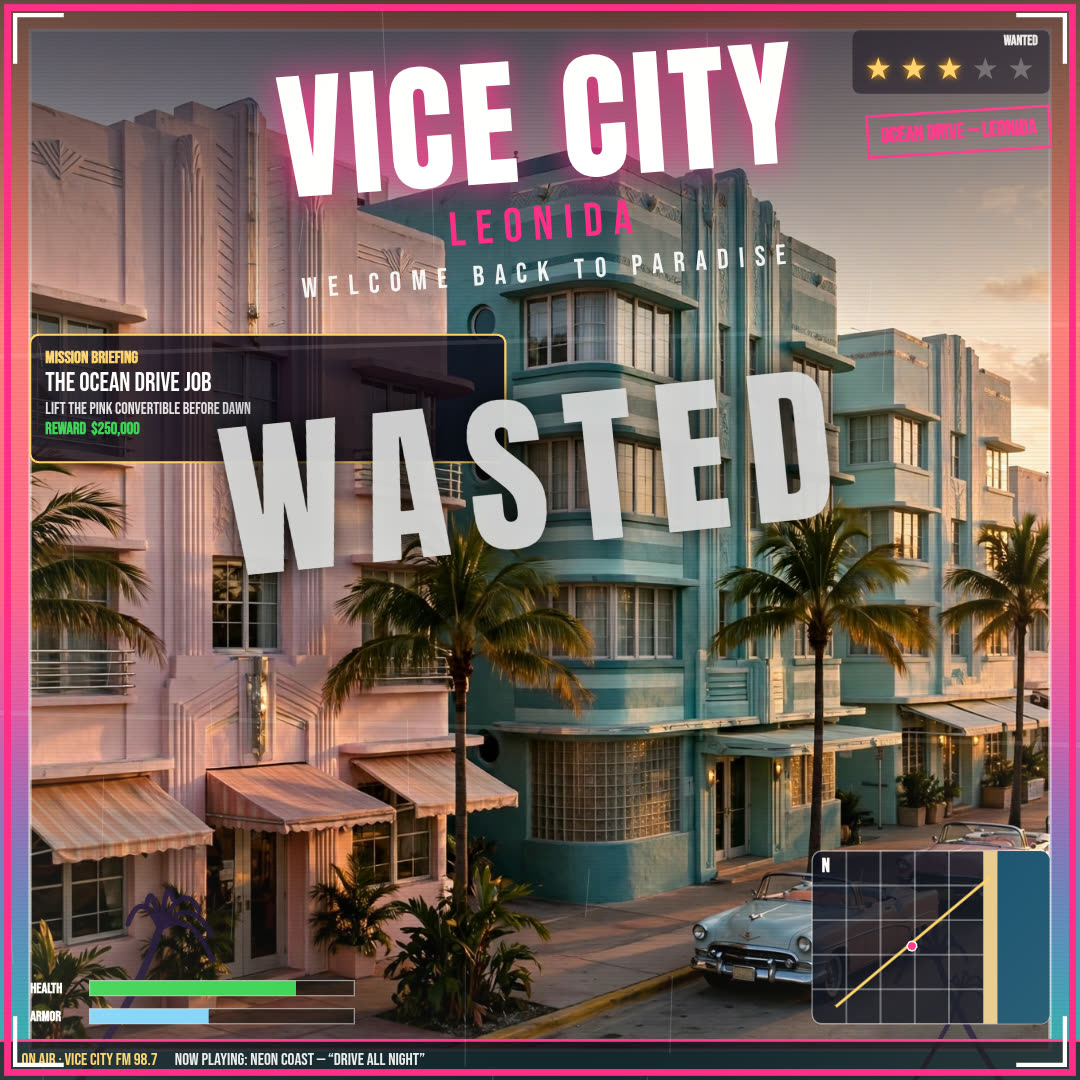 VICE CITY
WANTED
OCEAN DRIVE — LEONIDA
LEONIDA
WELCOME BACK TO PARADISE
MISSION BRIEFING
THE OCEAN DRIVE JOB
LIFT THE PINK CONVERTIBLE BEFORE DAWN
REWARD $250,000
WASTED
N
HEALTH
ARMOR
ON AIR · VICE CITY FM 98.7 NOW PLAYING: NEON COAST — “DRIVE ALL NIGHT”